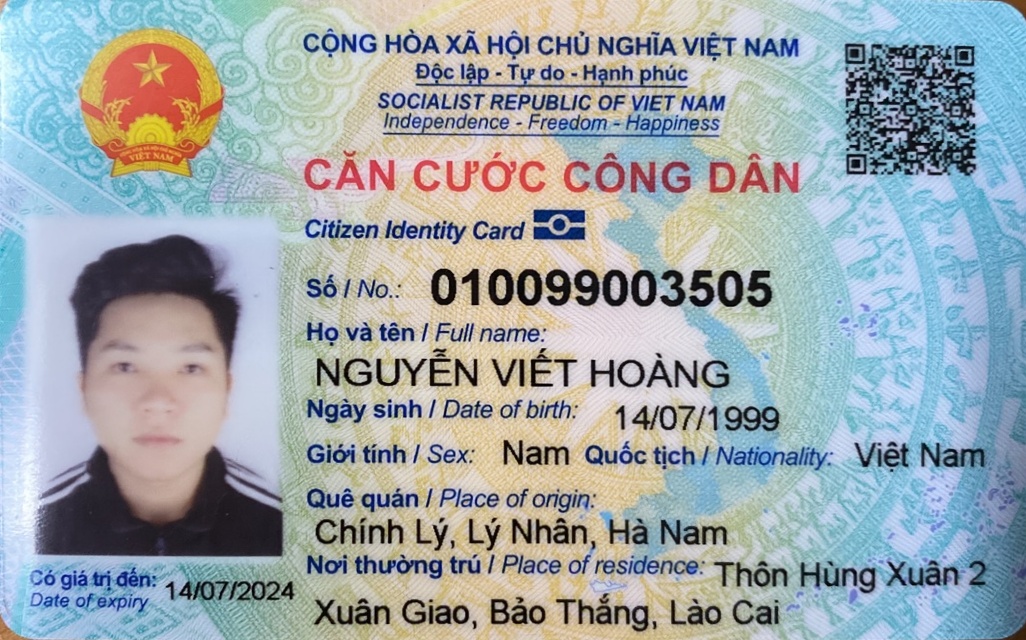 CỘNG HÒA XÃ HỘI CHỦ NGHĨA VIỆT NAM
Độc lập - Tự do - Hạnh phúc
SOCIALIST REPUBLIC OF VIET NAM
Independence - Freedom - Happiness
CĂN CƯỚC CÔNG DÂN
Citizen Identity Card
Số / No.: 010099003505
Họ và tên / Full name:
NGUYỄN VIẾT HOÀNG
Ngày sinh / Date of birth: 14/07/1999
Giới tính / Sex: Nam Quốc tịch / Nationality: Việt Nam
Quê quán / Place of origin:
Chính Lý, Lý Nhân, Hà Nam
Nơi thường trú / Place of residence: Thôn Hùng Xuân 2
Xuân Giao, Bảo Thắng, Lào Cai
Có giá trị đến: 14/07/2024
Date of expiry
VIỆT NAM